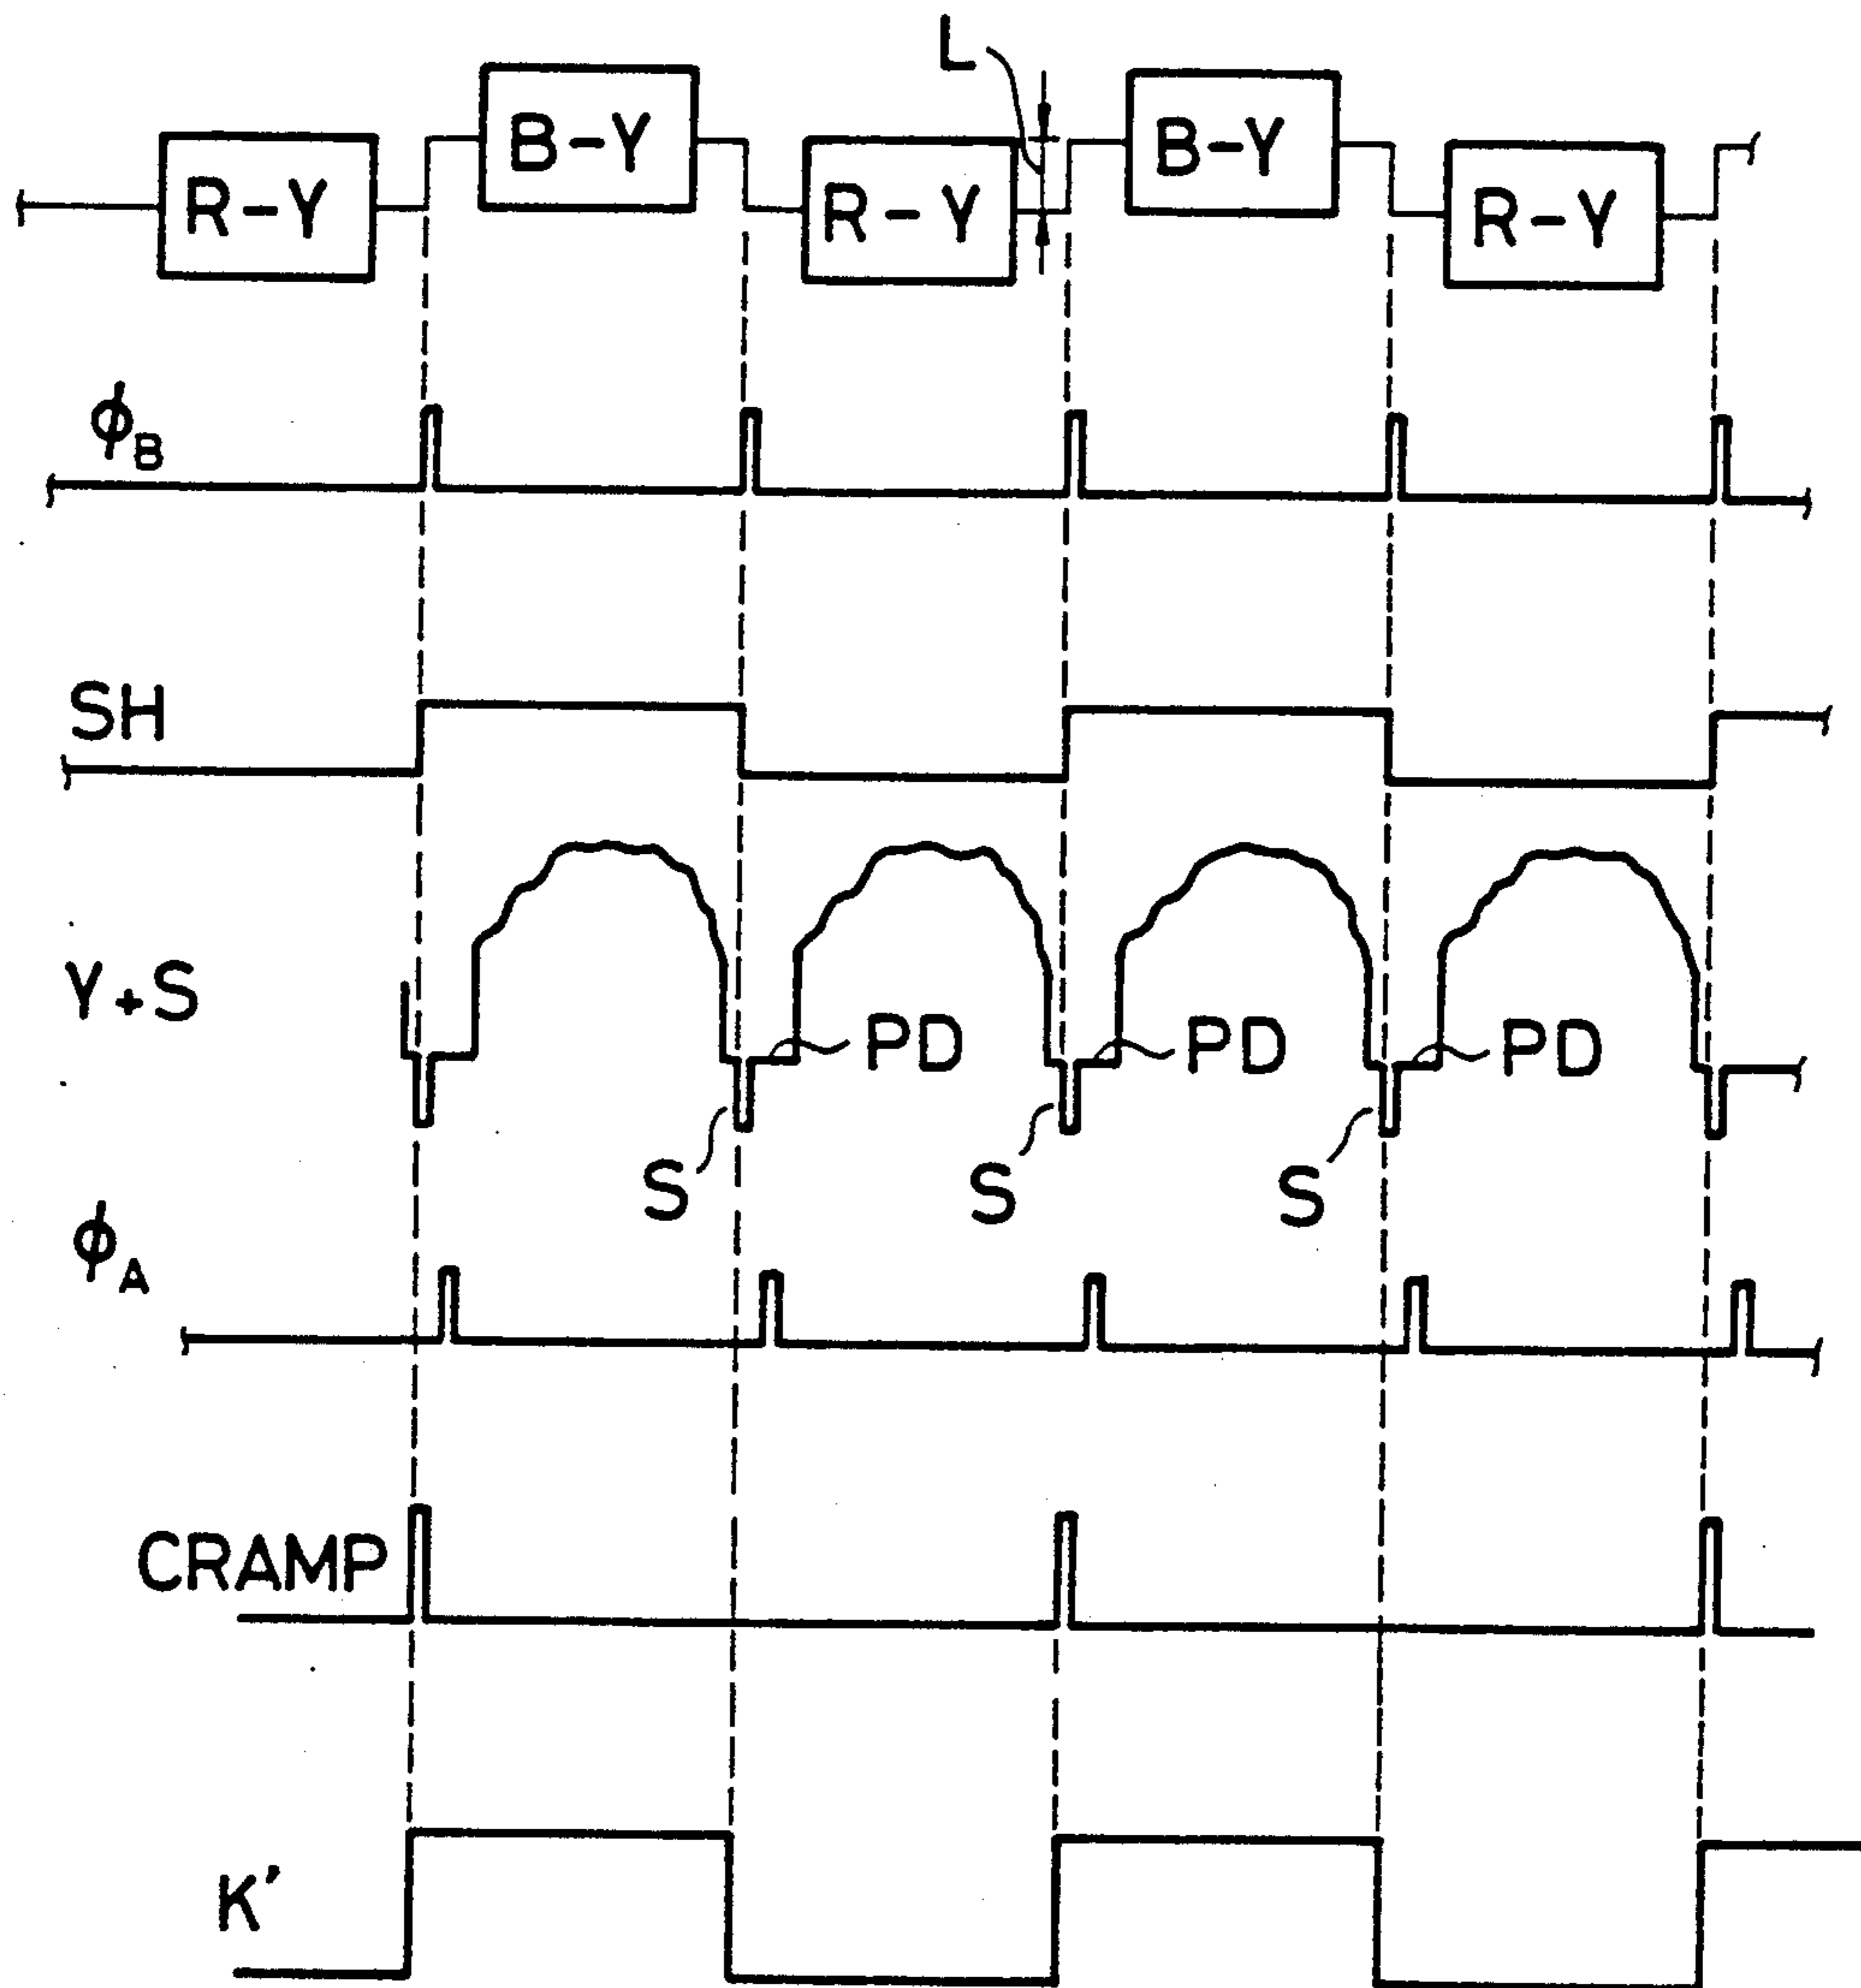 L
R-Y B-Y R-Y B-Y R-Y
ϕB
SH
Y+S
PD PD PD
S S S
ϕA
CRAMP
K'